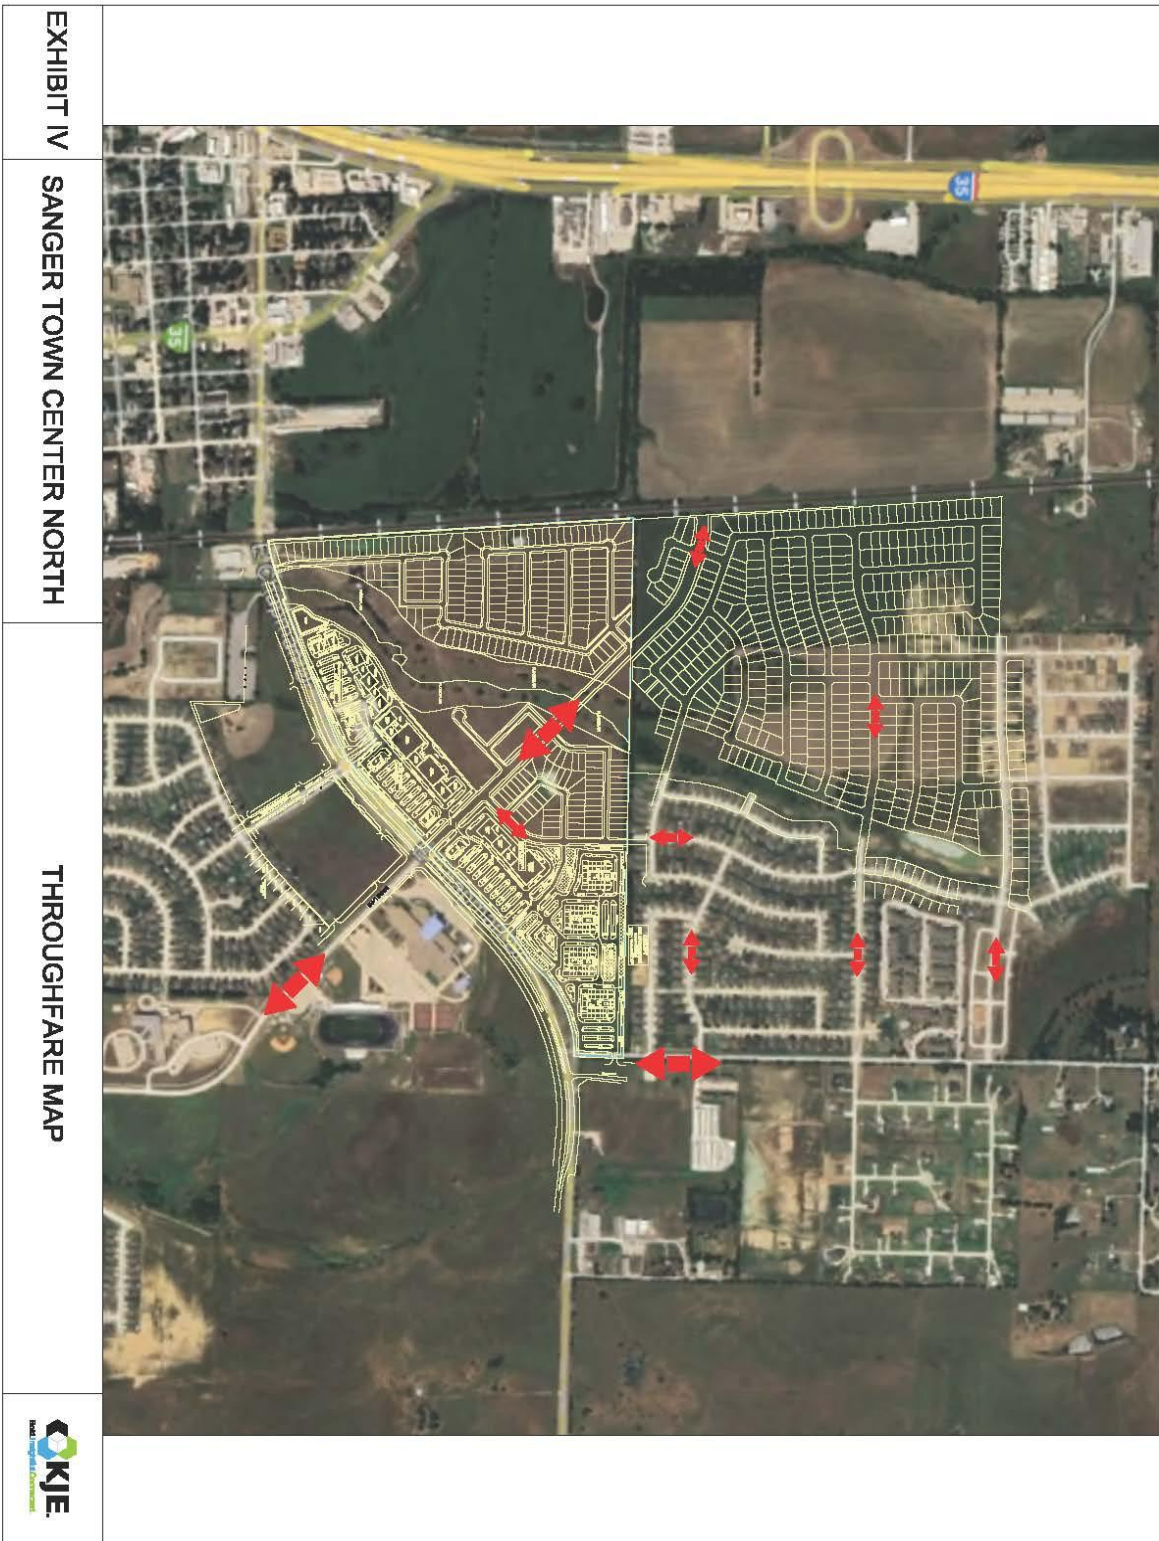 EXHIBIT IV
SANGER TOWN CENTER NORTH
THROUGHFARE MAP
KJE.
35
35